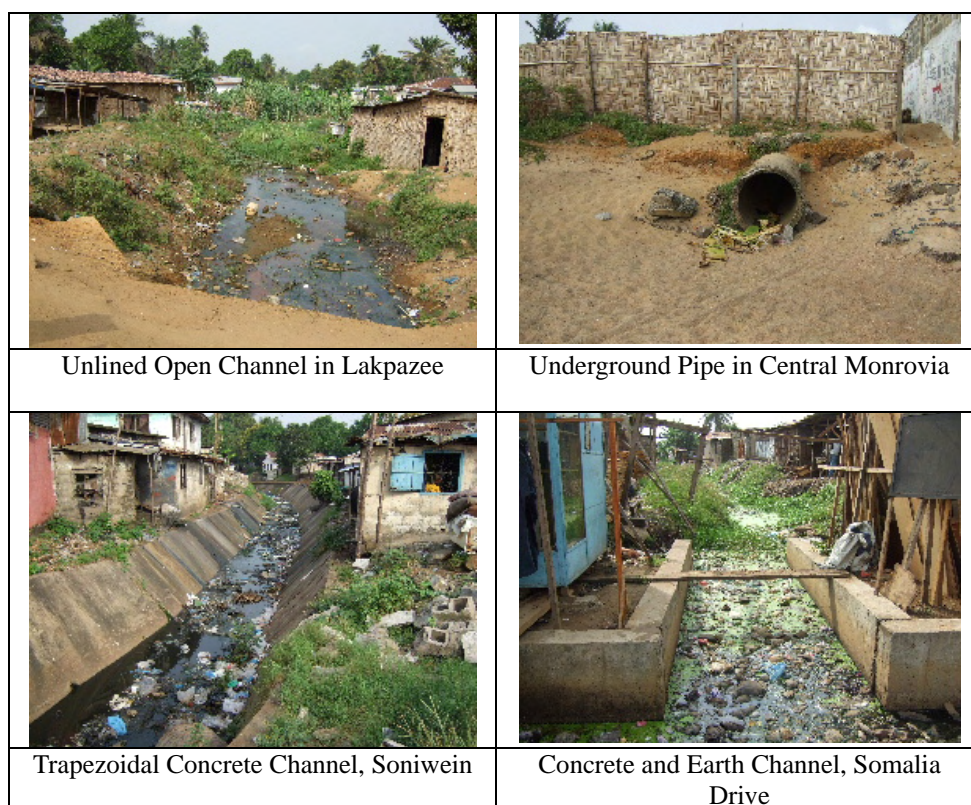 Unlined Open Channel in Lakpazee
Underground Pipe in Central Monrovia
Trapezoidal Concrete Channel, Soniwein
Concrete and Earth Channel, Somalia
Drive